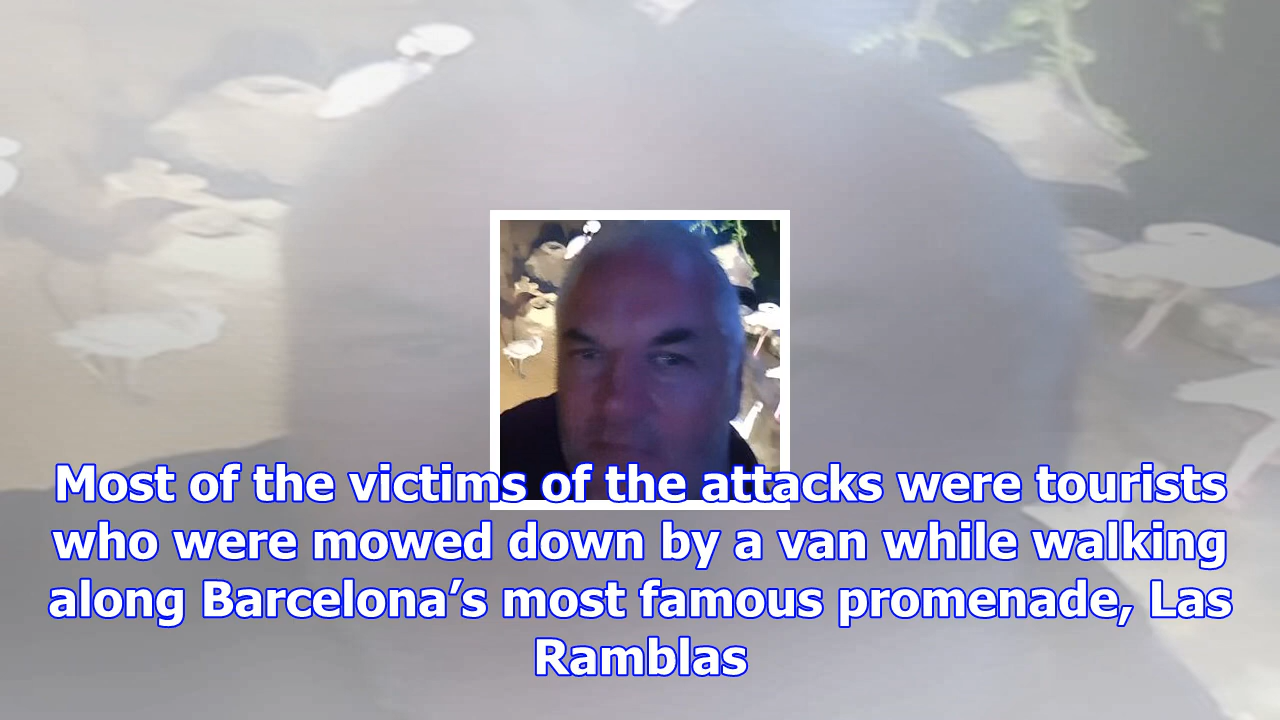 Most of the victims of the attacks were tourists
who were mowed down by a van while walking
along Barcelona’s most famous promenade, Las
Ramblas